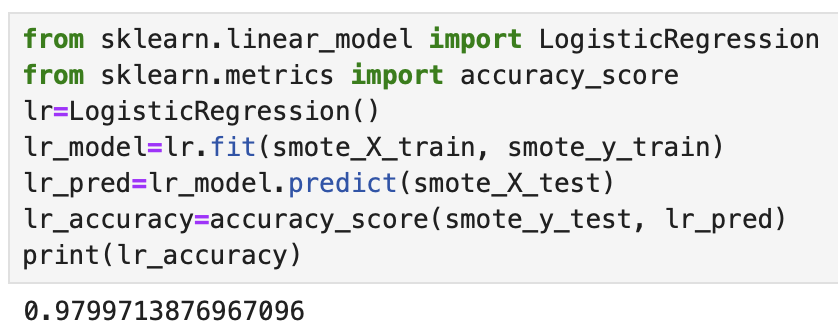 from sklearn.linear_model import LogisticRegression
from sklearn.metrics import accuracy_score
lr=LogisticRegression()
lr_model=lr.fit(smote_X_train, smote_y_train)
lr_pred=lr_model.predict(smote_X_test)
lr_accuracy=accuracy_score(smote_y_test, lr_pred)
print(lr_accuracy)
0.9799713876967096